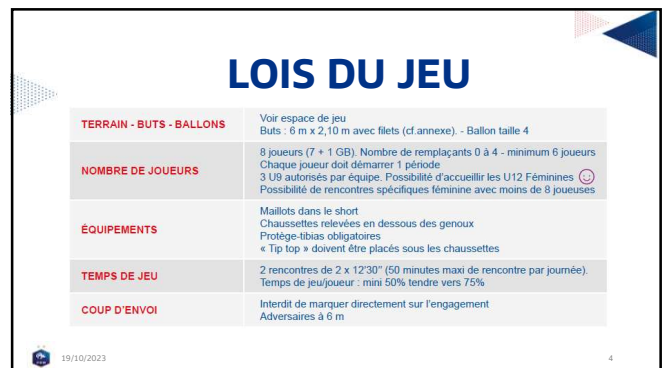 LOIS DU JEU
TERRAIN - BUTS - BALLONS
Voir espace de jeu
Buts : 6 m x 2,10 m avec filets (cf.annexe). - Ballon taille 4
NOMBRE DE JOUEURS
8 joueurs (7 + 1 GB). Nombre de remplaçants 0 à 4 - minimum 6 joueurs
Chaque joueur doit démarrer 1 période
3 U9 autorisés par équipe. Possibilité d'accueillir les U12 Féminines
Possibilité de rencontres spécifiques féminine avec moins de 8 joueuses
ÉQUIPEMENTS
Maillots dans le short
Chaussettes relevées en dessous des genoux
Protège-tibias obligatoires
« Tip top » doivent être placés sous les chaussettes
TEMPS DE JEU
2 rencontres de 2 x 12'30" (50 minutes maxi de rencontre par journée).
Temps de jeu/joueur : mini 50% tendre vers 75%
COUP D'ENVOI
Interdit de marquer directement sur l'engagement
Adversaires à 6 m
19/10/2023
4